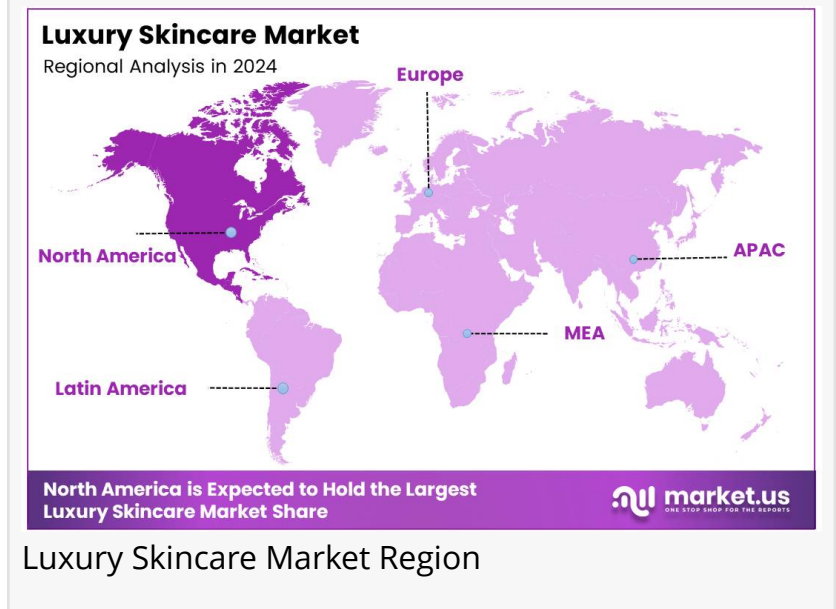 Luxury Skincare Market
Regional Analysis in 2024
Europe
North America
APAC
MEA
Latin America
North America is Expected to Hold the Largest
Luxury Skincare Market Share
market.us
ONE STOP SHOP FOR THE REPORTS
Luxury Skincare Market Region